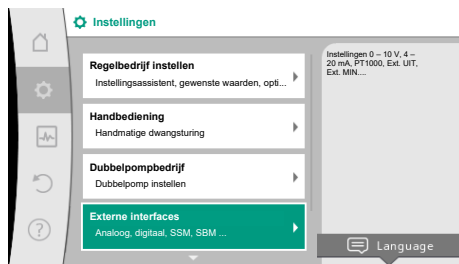 Instellingen
Regelbedrijf instellen
Instellingsassistent, gewenste waarden, opti...
Handbediening
Handmatige dwangsturing
Dubbelpompbedrijf
Dubbelpomp instellen
Externe interfaces
Analoog, digitaal, SSM, SBM ...
Instellingen 0 – 10 V, 4 –
20 mA, PT1000, Ext. UIT,
Ext. MIN....
Language